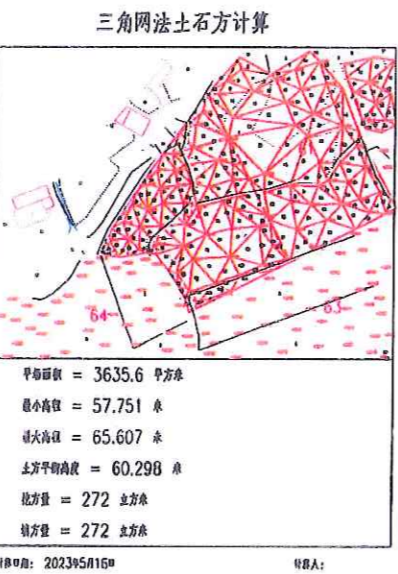 三角网法土石方计算
64
63
平场面积 = 3635.6 平方米
最小高程 = 57.751 米
最大高程 = 65.607 米
土方平衡高度 = 60.298 米
挖方量 = 272 立方米
填方量 = 272 立方米
计算日期: 2023年5月16日
计算人: